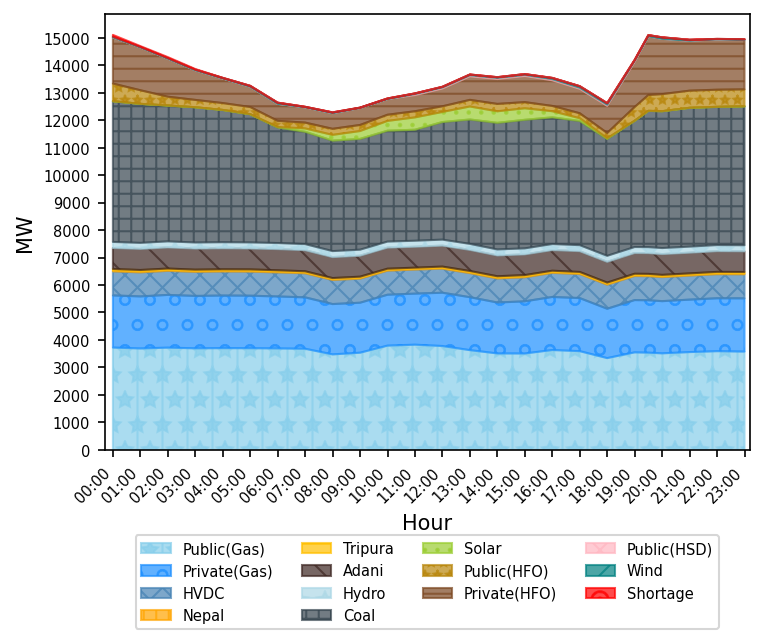 15000
14000
13000
12000
11000
10000
9000
8000
7000
6000
5000
4000
3000
2000
1000
0
MW
00:00 01:00 02:00 03:00 04:00 05:00 06:00 07:00 08:00 09:00 10:00 11:00 12:00 13:00 14:00 15:00 16:00 17:00 18:00 19:00 20:00 21:00 22:00 23:00
Hour
Public(Gas) Tripura Solar Public(HSD)
Private(Gas) Adani Public(HFO) Wind
HVDC Hydro Private(HFO) Shortage
Nepal Coal